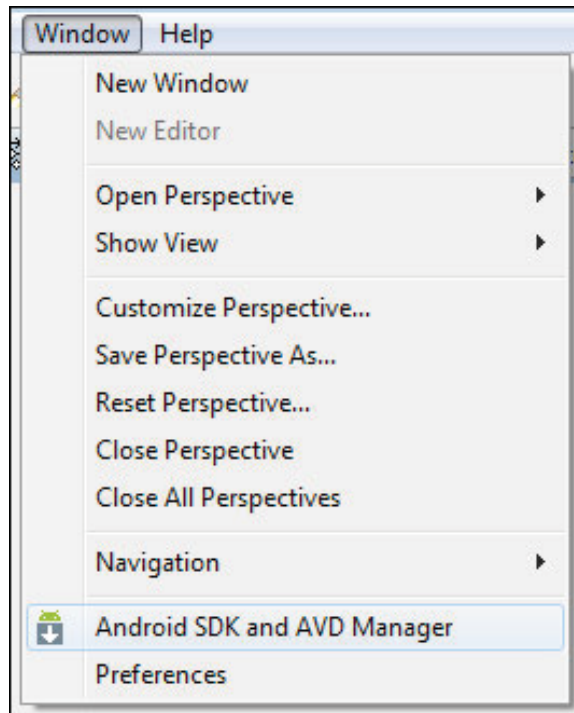 Window Help
New Window
New Editor
Open Perspective
Show View
Customize Perspective...
Save Perspective As...
Reset Perspective...
Close Perspective
Close All Perspectives
Navigation
Android SDK and AVD Manager
Preferences